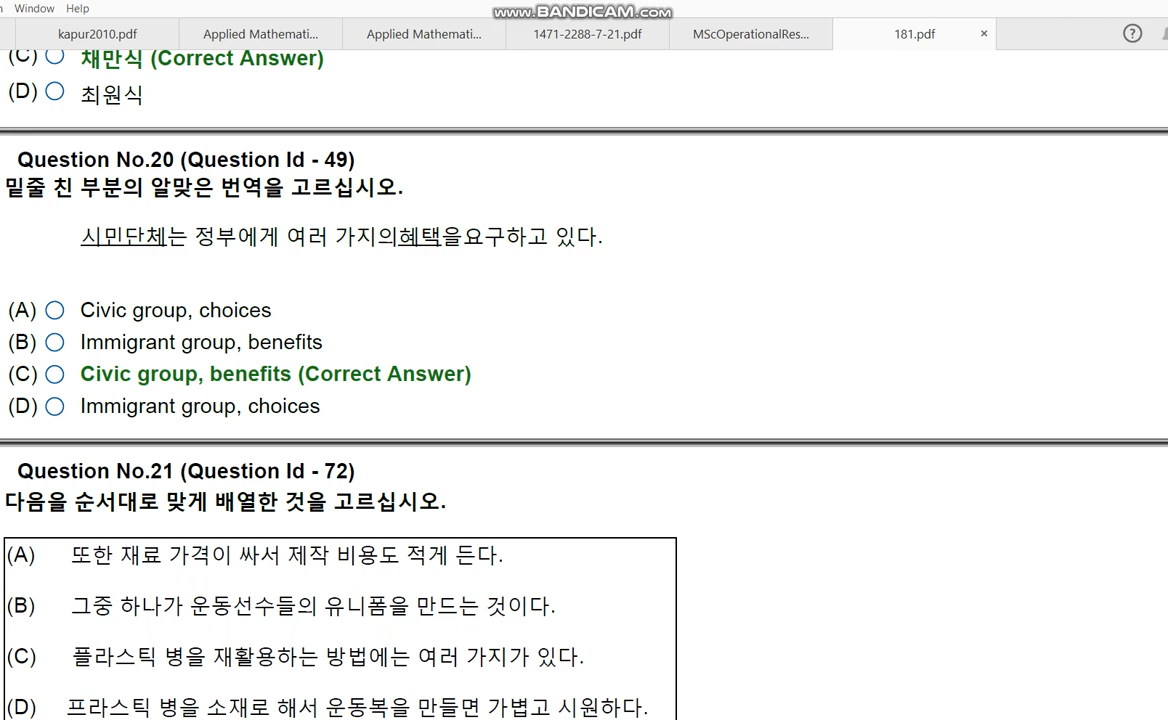 Window Help
www.BANDICAM.com
kapur2010.pdf Applied Mathemati... Applied Mathemati... 1471-2288-7-21.pdf MScOperationalRes... 181.pdf × ?
(C) 채만식 (Correct Answer)
(D) 최원식
Question No.20 (Question Id - 49)
밑줄 친 부분의 알맞은 번역을 고르십시오.
시민단체는 정부에게 여러 가지의혜택을요구하고 있다.
(A) Civic group, choices
(B) Immigrant group, benefits
(C) Civic group, benefits (Correct Answer)
(D) Immigrant group, choices
Question No.21 (Question Id - 72)
다음을 순서대로 맞게 배열한 것을 고르십시오.
(A) 또한 재료 가격이 싸서 제작 비용도 적게 든다.
(B) 그중 하나가 운동선수들의 유니폼을 만드는 것이다.
(C) 플라스틱 병을 재활용하는 방법에는 여러 가지가 있다.
(D) 프라스틱 병을 소재로 해서 운동복을 만들면 가볍고 시원하다.